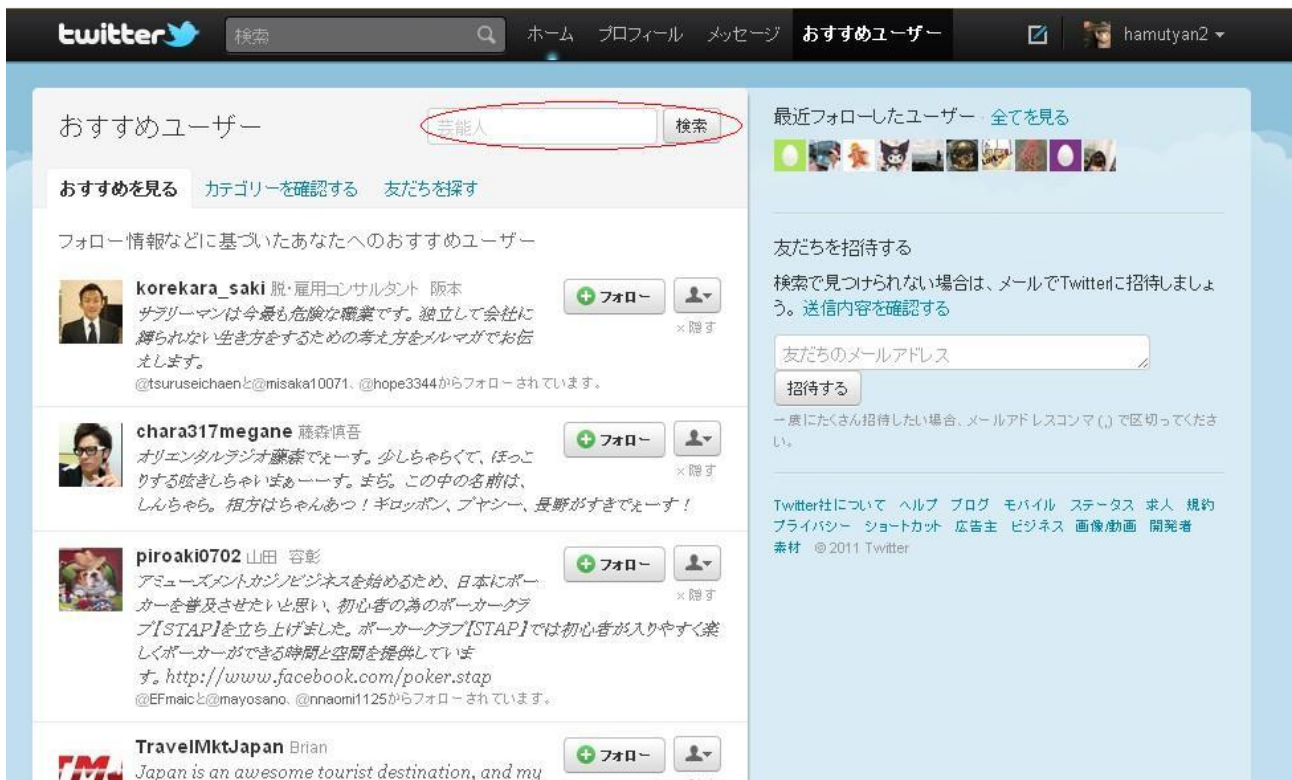 twitter 検索 ホーム プロフィール メッセージ おすすめユーザー hamutyan2
おすすめユーザー 芸能人 検索
おすすめを見る カテゴリーを確認する 友だちを探す
フォロー情報などに基づいたあなたへのおすすめユーザー
korekara_saki 脱・雇用コンサルタント 阪本
フォロー
サラリーマンは今最も危険な職業です。独立して会社に
縛られない生き方をするための考え方をメルマガでお伝
えします。
×隠す
@tsuruseichaenと@misaka10071、@hope3344からフォローされています。
chara317megane 藤森慎吾
フォロー
オリエンタルラジオ藤森でぇーす。少しちゃらくて、ほっこ
りする呟きしちゃいまぁーーす。まぢ。この中の名前は、
しんちゃら。相方はちゃんあつ！ギロッポン、ブヤシー、長野がすきでぇーす！
×隠す
piroaki0702 山田 容彰
フォロー
アミューズメントカジノビジネスを始めるため、日本にポー
カーを普及させたいと思い、初心者の為のポーカークラ
ブ【STAP】を立ち上げました。ポーカークラブ【STAP】では初心者が入りやすく楽
しくポーカーができる時間と空間を提供していま
す。http://www.facebook.com/poker.stap
×隠す
@EFmaicと@mayosano、@nnaomi1125からフォローされています。
TravelMktJapan Brian
フォロー
Japan is an awesome tourist destination, and my
最近フォローしたユーザー · 全てを見る
友だちを招待する
検索で見つけられない場合は、メールでTwitterに招待しましょ
う。送信内容を確認する
友だちのメールアドレス
招待する
一度にたくさん招待したい場合、メールアドレスコンマ (,) で区切ってくださ
い。
Twitter社について ヘルプ ブログ モバイル ステータス 求人 規約
プライバシー ショートカット 広告主 ビジネス 画像/動画 開発者
素材 © 2011 Twitter